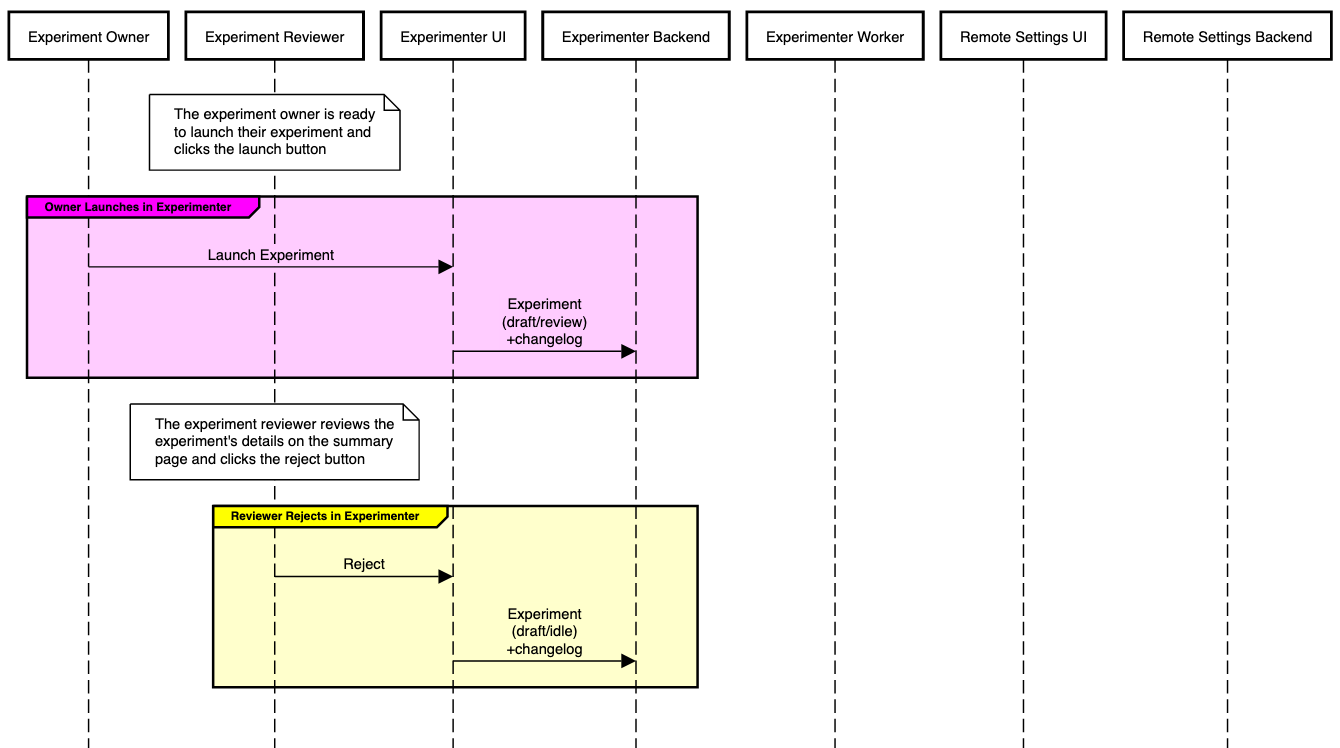 Experiment Owner
Experiment Reviewer
Experimenter UI
Experimenter Backend
Experimenter Worker
Remote Settings UI
Remote Settings Backend
The experiment owner is ready
to launch their experiment and
clicks the launch button
Owner Launches in Experimenter
Launch Experiment
Experiment
(draft/review)
+changelog
The experiment reviewer reviews the
experiment's details on the summary
page and clicks the reject button
Reviewer Rejects in Experimenter
Reject
Experiment
(draft/idle)
+changelog